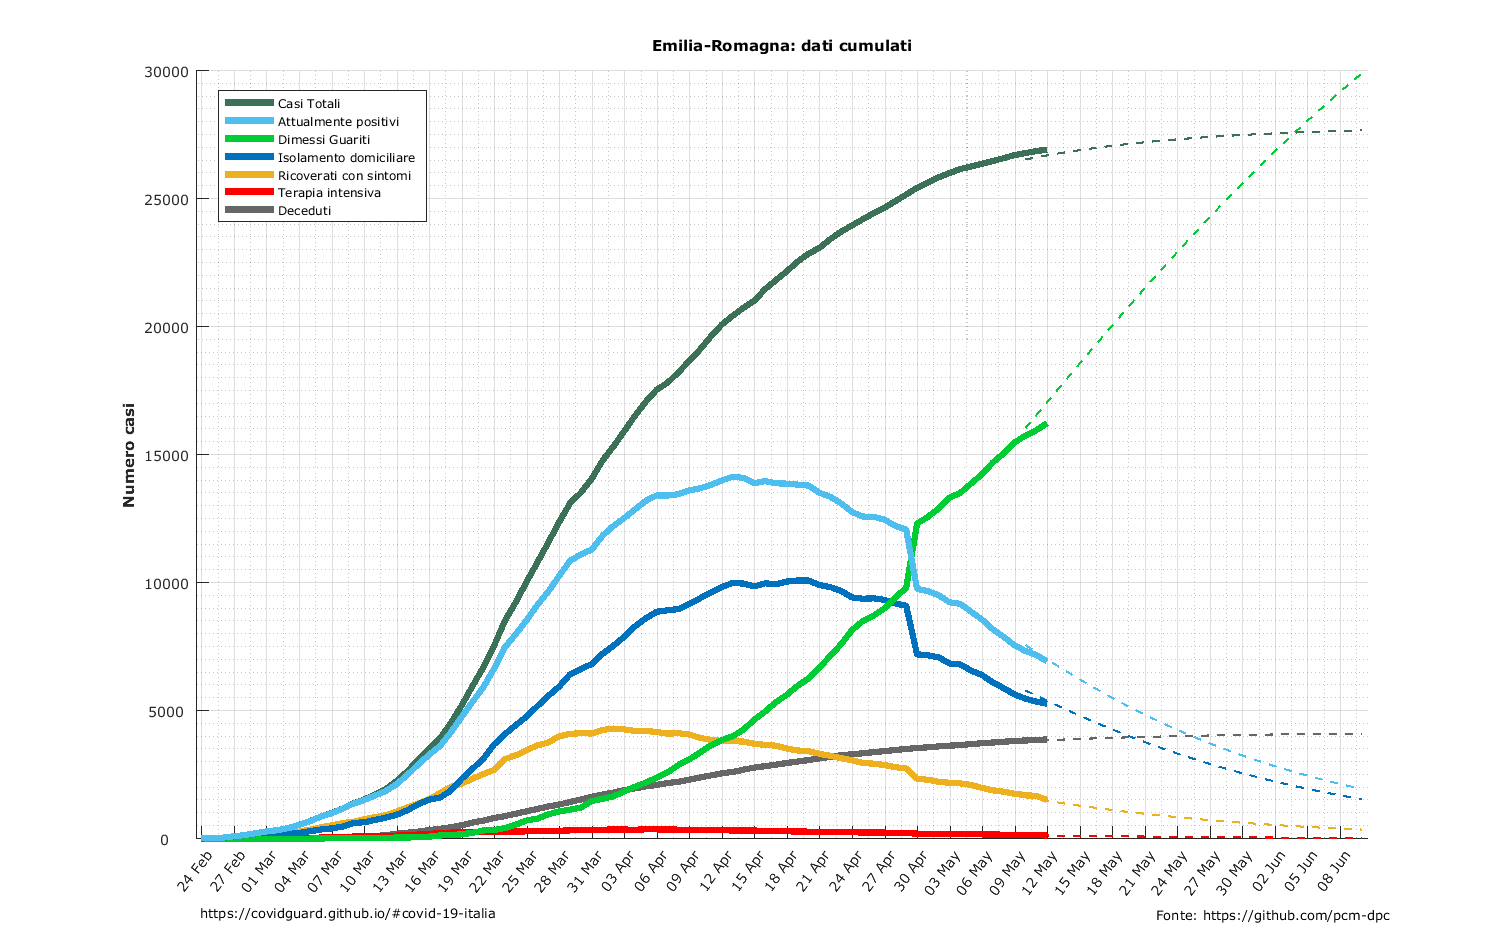 Emilia-Romagna: dati cumulati
30000
25000
20000
15000
10000
5000
0
Numero casi
Casi Totali
Attualmente positivi
Dimessi Guariti
Isolamento domiciliare
Ricoverati con sintomi
Terapia intensiva
Deceduti
24 Feb
27 Feb
01 Mar
04 Mar
07 Mar
10 Mar
13 Mar
16 Mar
19 Mar
22 Mar
25 Mar
28 Mar
31 Mar
03 Apr
06 Apr
09 Apr
12 Apr
15 Apr
18 Apr
21 Apr
24 Apr
27 Apr
30 Apr
03 May
06 May
09 May
12 May
15 May
18 May
21 May
24 May
27 May
30 May
02 Jun
05 Jun
08 Jun
https://covidguard.github.io/#covid-19-italia
Fonte: https://github.com/pcm-dpc